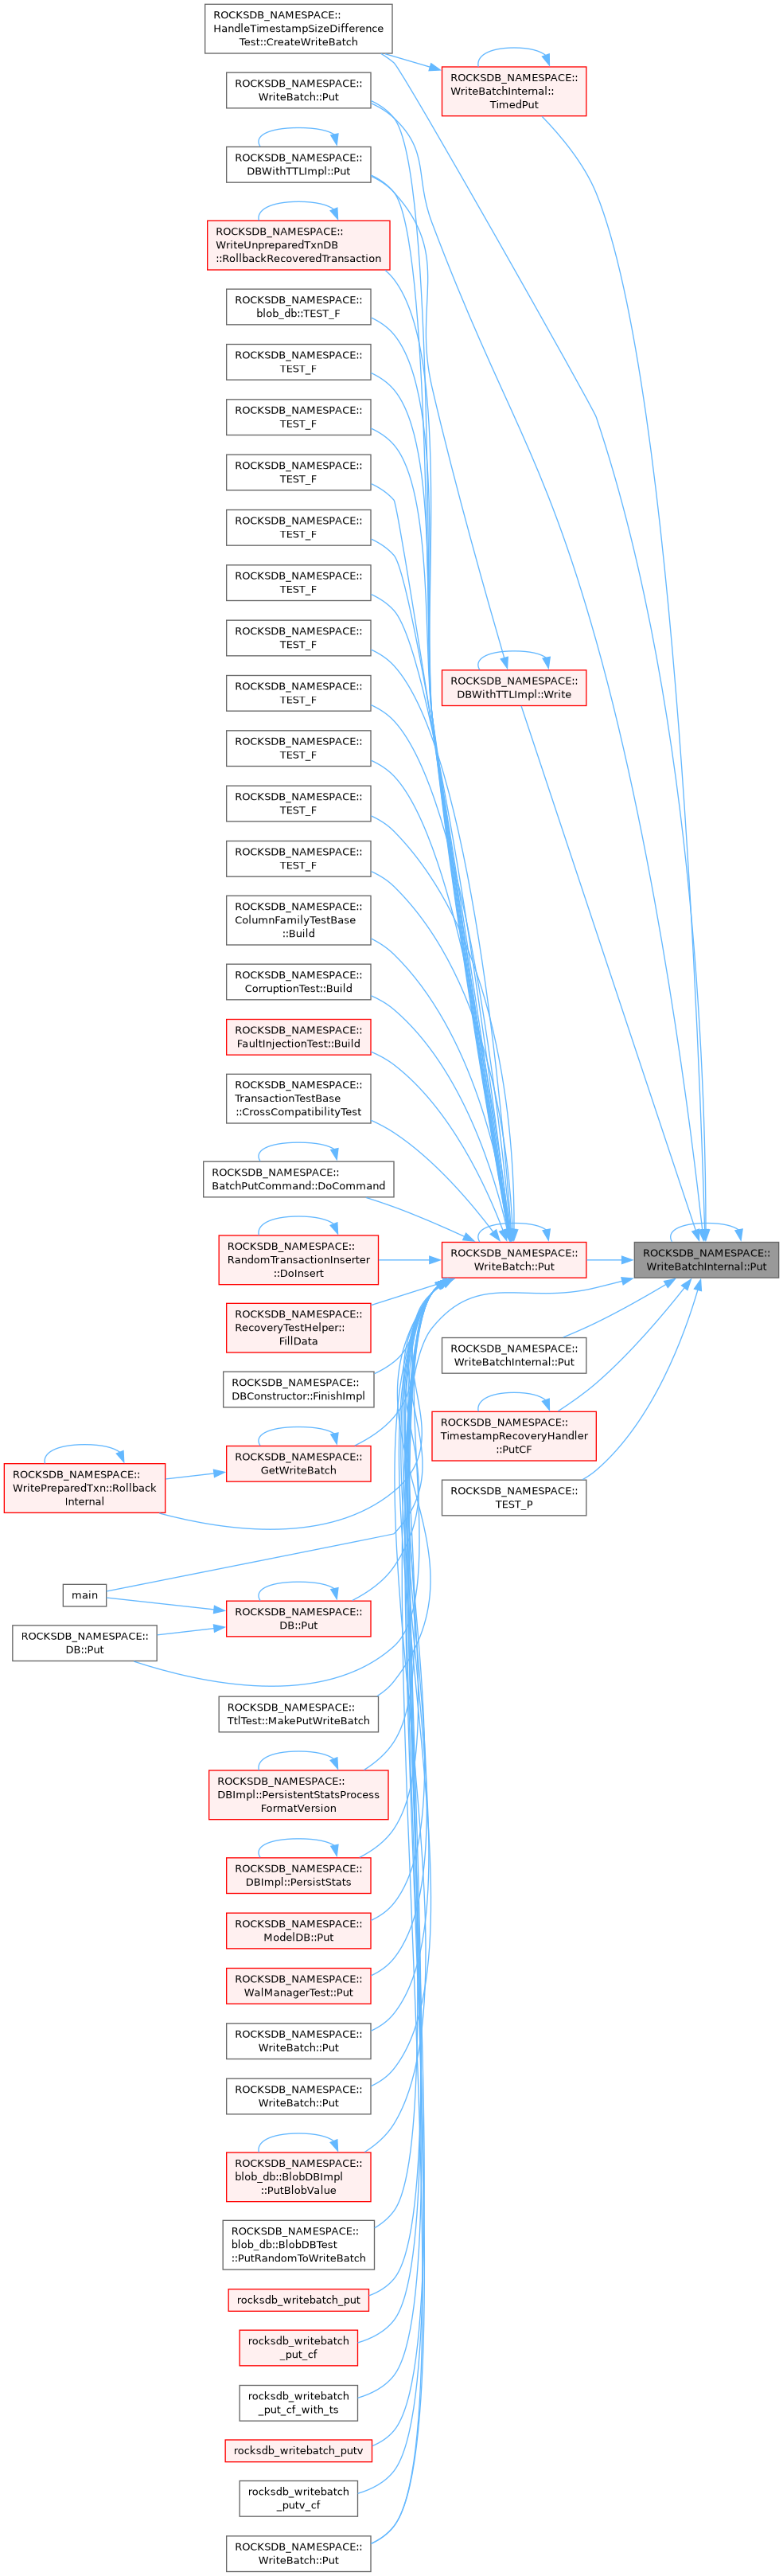 ROCKSDB_NAMESPACE::
HandleTimestampSizeDifference
Test::CreateWriteBatch
ROCKSDB_NAMESPACE::
WriteBatchInternal::
TimedPut
ROCKSDB_NAMESPACE::
WriteBatch::Put
ROCKSDB_NAMESPACE::
DBWithTTLImpl::Put
ROCKSDB_NAMESPACE::
WriteUnpreparedTxnDB
::RollbackRecoveredTransaction
ROCKSDB_NAMESPACE::
blob_db::TEST_F
ROCKSDB_NAMESPACE::
TEST_F
ROCKSDB_NAMESPACE::
TEST_F
ROCKSDB_NAMESPACE::
TEST_F
ROCKSDB_NAMESPACE::
TEST_F
ROCKSDB_NAMESPACE::
TEST_F
ROCKSDB_NAMESPACE::
TEST_F
ROCKSDB_NAMESPACE::
DBWithTTLImpl::Write
ROCKSDB_NAMESPACE::
TEST_F
ROCKSDB_NAMESPACE::
TEST_F
ROCKSDB_NAMESPACE::
TEST_F
ROCKSDB_NAMESPACE::
TEST_F
ROCKSDB_NAMESPACE::
ColumnFamilyTestBase
::Build
ROCKSDB_NAMESPACE::
CorruptionTest::Build
ROCKSDB_NAMESPACE::
FaultInjectionTest::Build
ROCKSDB_NAMESPACE::
TransactionTestBase
::CrossCompatibilityTest
ROCKSDB_NAMESPACE::
BatchPutCommand::DoCommand
ROCKSDB_NAMESPACE::
RandomTransactionInserter
::DoInsert
ROCKSDB_NAMESPACE::
WriteBatch::Put
ROCKSDB_NAMESPACE::
WriteBatchInternal::Put
ROCKSDB_NAMESPACE::
RecoveryTestHelper::
FillData
ROCKSDB_NAMESPACE::
WriteBatchInternal::Put
ROCKSDB_NAMESPACE::
DBConstructor::FinishImpl
ROCKSDB_NAMESPACE::
TimestampRecoveryHandler
::PutCF
ROCKSDB_NAMESPACE::
GetWriteBatch
ROCKSDB_NAMESPACE::
WritePreparedTxn::Rollback
Internal
ROCKSDB_NAMESPACE::
TEST_P
main
ROCKSDB_NAMESPACE::
DB::Put
ROCKSDB_NAMESPACE::
DB::Put
ROCKSDB_NAMESPACE::
TtlTest::MakePutWriteBatch
ROCKSDB_NAMESPACE::
DBImpl::PersistentStatsProcess
FormatVersion
ROCKSDB_NAMESPACE::
DBImpl::PersistStats
ROCKSDB_NAMESPACE::
ModelDB::Put
ROCKSDB_NAMESPACE::
WalManagerTest::Put
ROCKSDB_NAMESPACE::
WriteBatch::Put
ROCKSDB_NAMESPACE::
WriteBatch::Put
ROCKSDB_NAMESPACE::
blob_db::BlobDBImpl
::PutBlobValue
ROCKSDB_NAMESPACE::
blob_db::BlobDBTest
::PutRandomToWriteBatch
rocksdb_writebatch_put
rocksdb_writebatch
_put_cf
rocksdb_writebatch
_put_cf_with_ts
rocksdb_writebatch_putv
rocksdb_writebatch
_putv_cf
ROCKSDB_NAMESPACE::
WriteBatch::Put